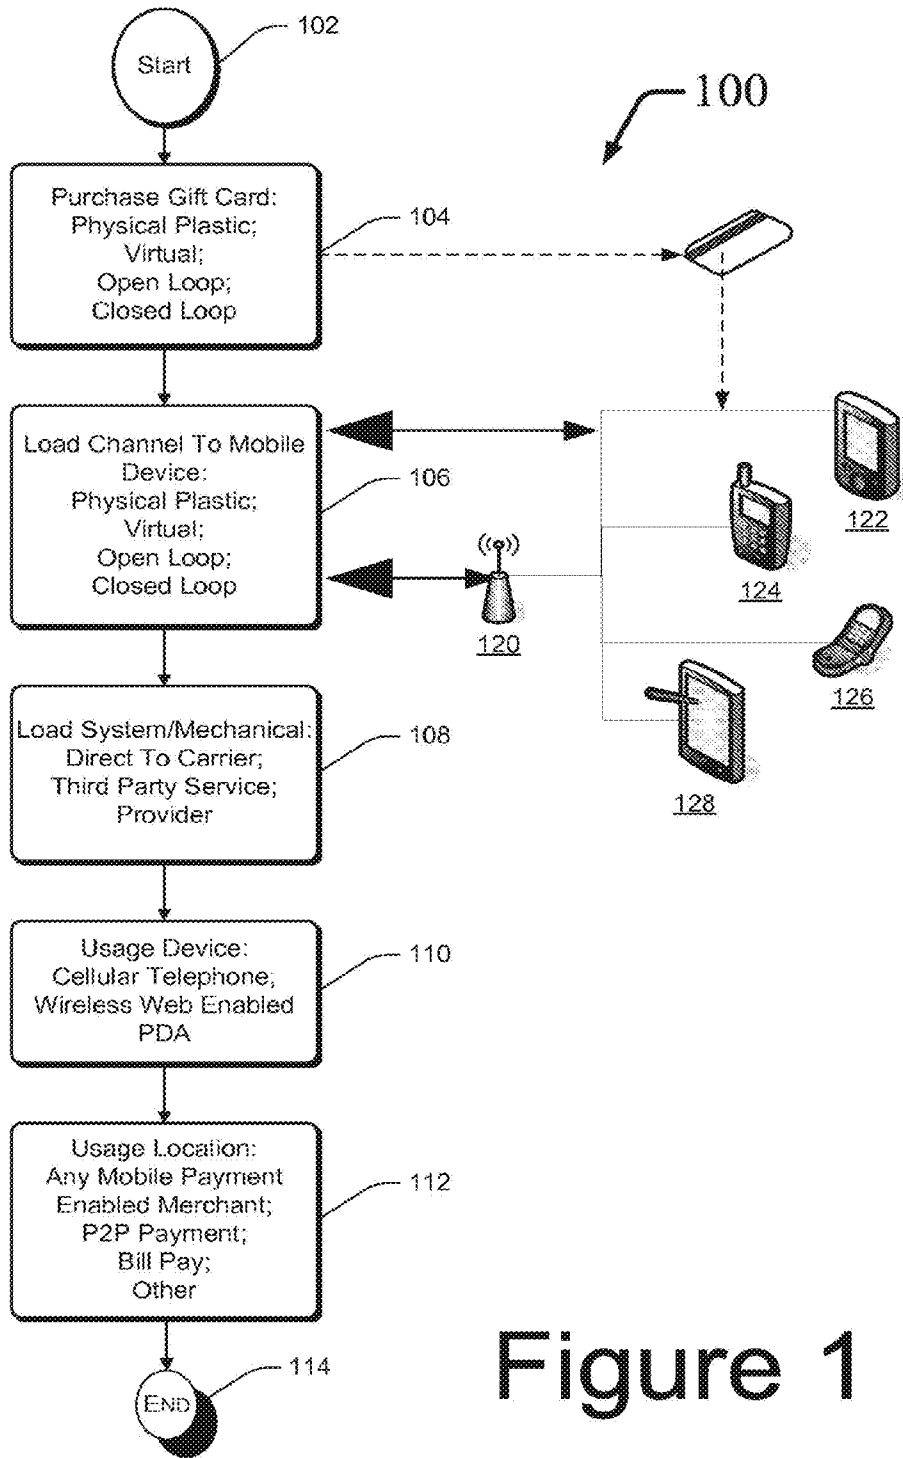 Start
102
100
Purchase Gift Card:
Physical Plastic;
Virtual;
Open Loop;
Closed Loop
104
Load Channel To Mobile
Device:
Physical Plastic;
Virtual;
Open Loop;
Closed Loop
106
120
122
124
126
128
Load System/Mechanical:
Direct To Carrier;
Third Party Service;
Provider
108
Usage Device:
Cellular Telephone;
Wireless Web Enabled
PDA
110
Usage Location:
Any Mobile Payment
Enabled Merchant;
P2P Payment;
Bill Pay;
Other
112
END
114
Figure 1